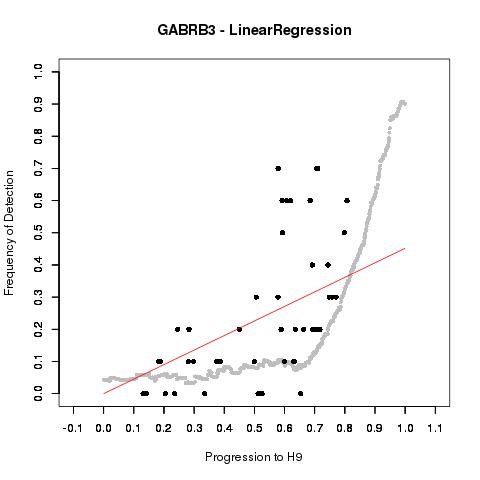 GABRB3 - LinearRegression
Frequency of Detection
1.0
0.9
0.8
0.7
0.6
0.5
0.4
0.3
0.2
0.1
0.0
-0.1 0.0 0.1 0.2 0.3 0.4 0.5 0.6 0.7 0.8 0.9 1.0 1.1
Progression to H9